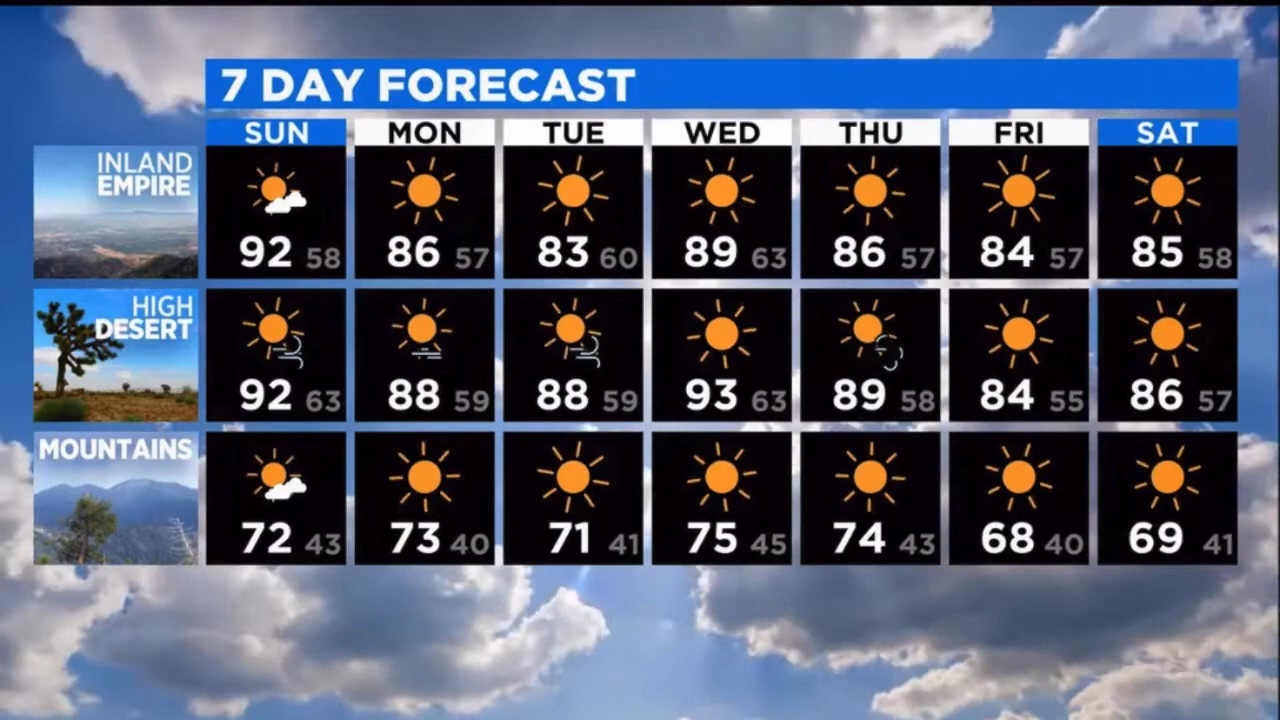 7 DAY FORECAST
SUN MON TUE WED THU FRI SAT
INLAND
EMPIRE
92 58 86 57 83 60 89 63 86 57 84 57 85 58
HIGH
DESERT
92 63 88 59 88 59 93 63 89 58 84 55 86 57
MOUNTAINS
72 43 73 40 71 41 75 45 74 43 68 40 69 41